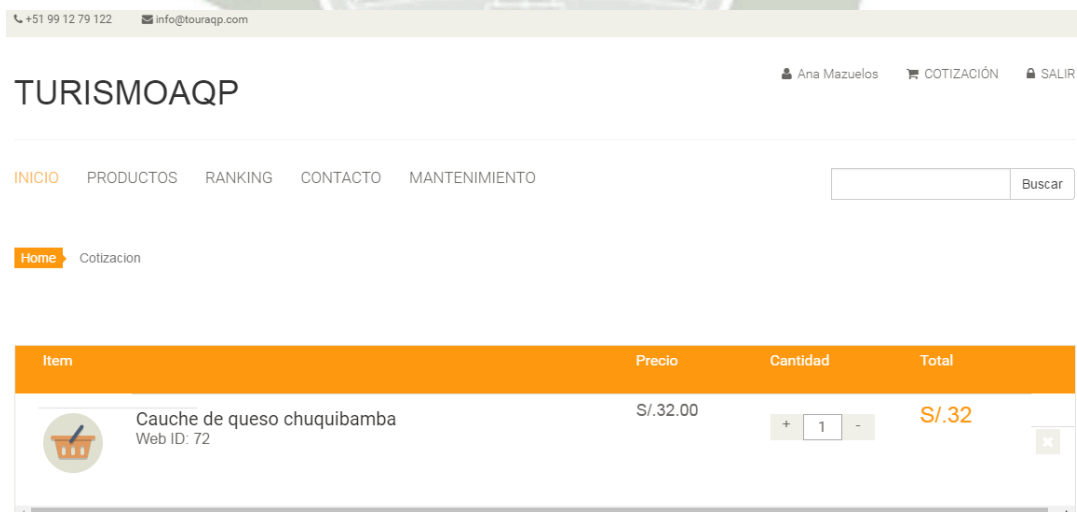 +51 99 12 79 122 info@touraqp.com
TURISMOAQP
Ana Mazuelos COTIZACIÓN SALIR
INICIO PRODUCTOS RANKING CONTACTO MANTENIMIENTO Buscar
Home Cotizacion
Item Precio Cantidad Total
Cauche de queso chuquibamba S/.32.00 + 1 - S/.32
Web ID: 72